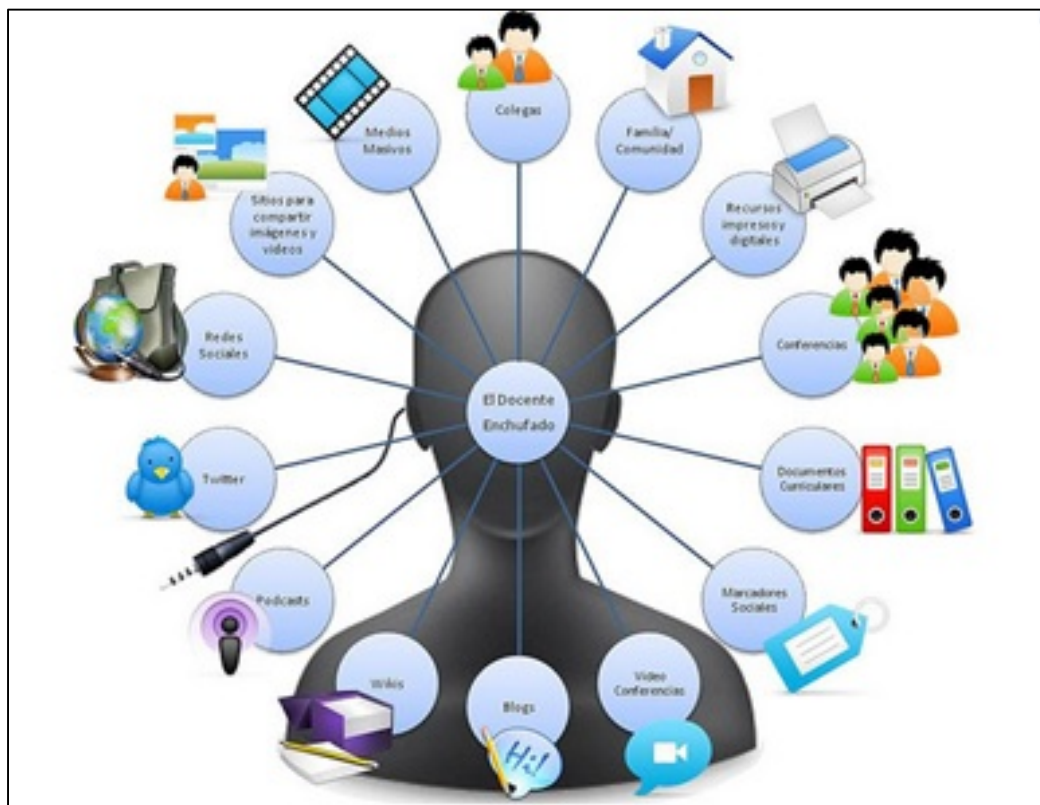 Colegas
Familia/
Comunidad
Recursos
impresos y
digitales
Conferencias
Documentos
Curriculares
Marcadores
Sociales
Video
Conferencias
Blogs
Hi!
Wikis
Podcasts
Twitter
Redes
Sociales
Sitios para
compartir
imágenes y
videos
Medios
Masivos
El Docente
Enchufado